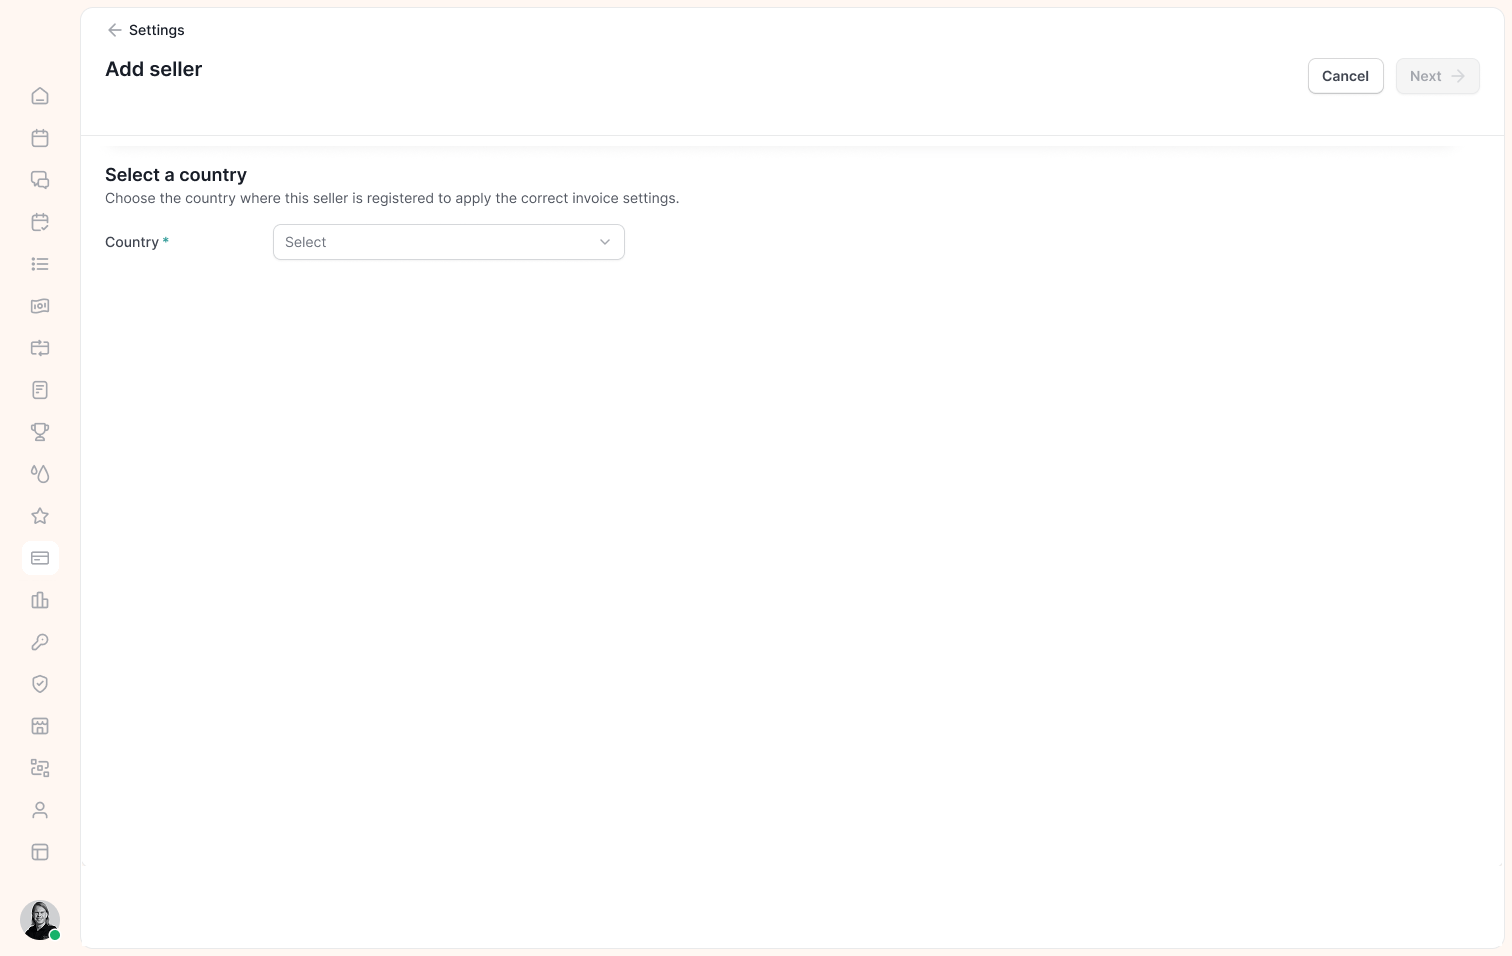 Settings
Add seller
Cancel
Next
Select a country
Choose the country where this seller is registered to apply the correct invoice settings.
Country *
Select